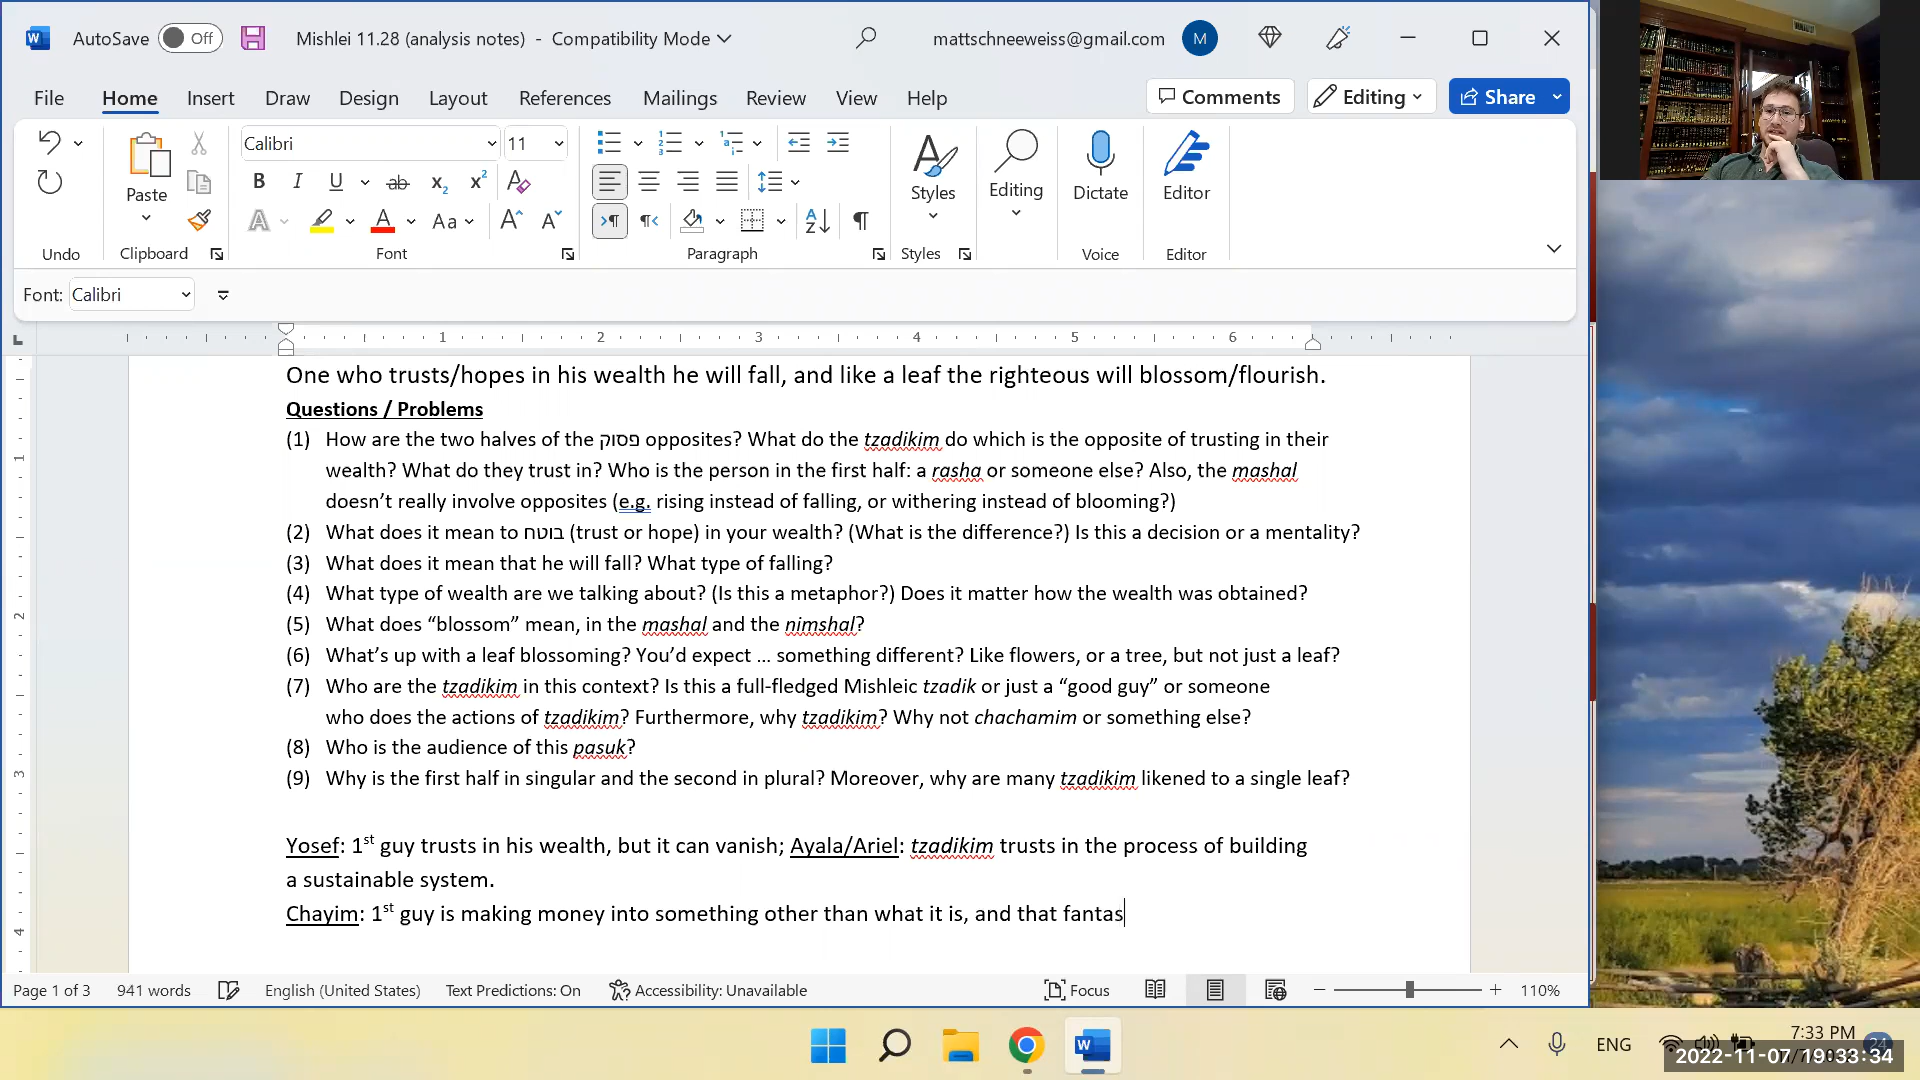 AutoSave Off Mishlei 11.28 (analysis notes) - Compatibility Mode mattschneeweiss@gmail.com M
File Home Insert Draw Design Layout References Mailings Review View Help Comments Editing Share
Calibri 11
Paste Styles Editing Dictate Editor
Undo Clipboard Font Paragraph Styles Voice Editor
Font: Calibri
1 2 3 4 5 6
One who trusts/hopes in his wealth he will fall, and like a leaf the righteous will blossom/flourish.
Questions / Problems
(1) How are the two halves of the פסוק opposites? What do the tzadikim do which is the opposite of trusting in their
wealth? What do they trust in? Who is the person in the first half: a rasha or someone else? Also, the mashal
doesn’t really involve opposites (e.g. rising instead of falling, or withering instead of blooming?)
(2) What does it mean to בוטח (trust or hope) in your wealth? (What is the difference?) Is this a decision or a mentality?
(3) What does it mean that he will fall? What type of falling?
(4) What type of wealth are we talking about? (Is this a metaphor?) Does it matter how the wealth was obtained?
(5) What does “blossom” mean, in the mashal and the nimshal?
(6) What’s up with a leaf blossoming? You’d expect … something different? Like flowers, or a tree, but not just a leaf?
(7) Who are the tzadikim in this context? Is this a full-fledged Mishleic tzadik or just a “good guy” or someone
who does the actions of tzadikim? Furthermore, why tzadikim? Why not chachamim or something else?
(8) Who is the audience of this pasuk?
(9) Why is the first half in singular and the second in plural? Moreover, why are many tzadikim likened to a single leaf?
Yosef: 1st guy trusts in his wealth, but it can vanish; Ayala/Ariel: tzadikim trusts in the process of building
a sustainable system.
Chayim: 1st guy is making money into something other than what it is, and that fantas
Page 1 of 3 941 words English (United States) Text Predictions: On Accessibility: Unavailable Focus 110%
ENG 7:33 PM
2022-11-07 19:33:34